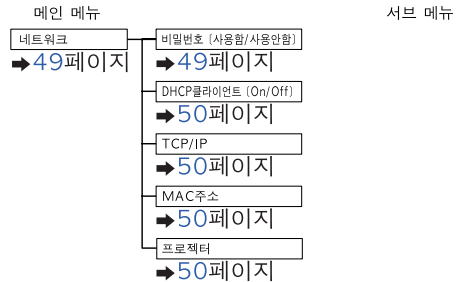 메인 메뉴 서브 메뉴
네트워크
➡49페이지
비밀번호 (사용함/사용안함)
➡49페이지
DHCP클라이언트 (On/Off)
➡50페이지
TCP/IP
➡50페이지
MAC주소
➡50페이지
프로젝터
➡50페이지